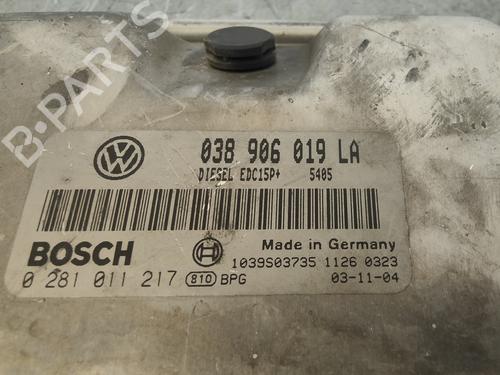 B-PARTS
038 906 019 LA
DIESEL EDC15P+ 5405
BOSCH
Made in Germany
1039S03735 1126 0323
0 281 011 217 810 BPG 03-11-04